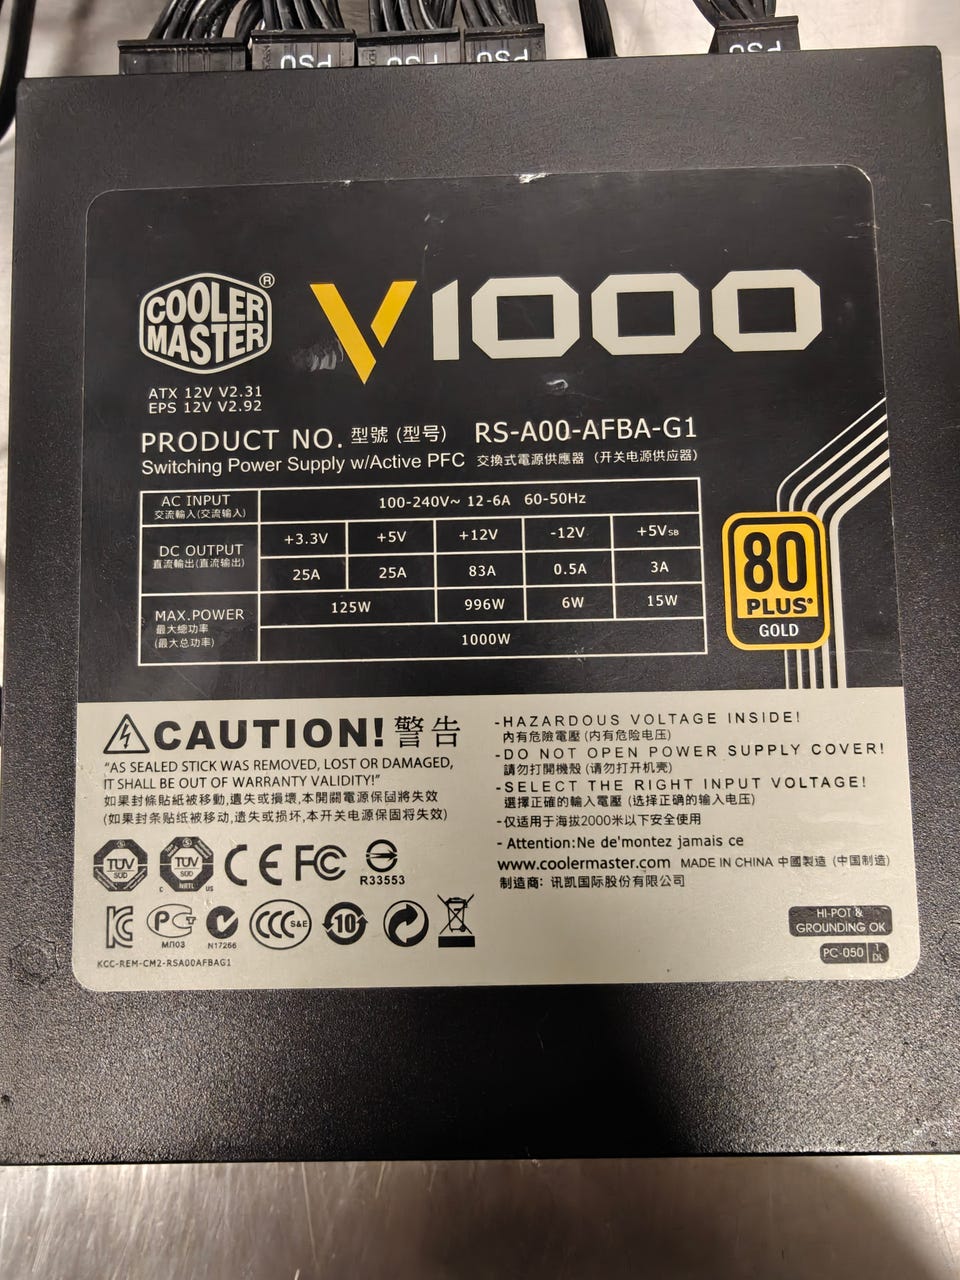 PSU
PSU
PSU
PSU
COOLER MASTER ®
V1000
ATX 12V V2.31
EPS 12V V2.92
PRODUCT NO. 型號 (型号) RS-A00-AFBA-G1
Switching Power Supply w/Active PFC 交換式電源供應器 (开关电源供应器)
AC INPUT 100-240V~ 12-6A 60-50Hz
交流輸入(交流输入)
DC OUTPUT +3.3V +5V +12V -12V +5VSB
直流輸出(直流输出) 25A 25A 83A 0.5A 3A
MAX.POWER 125W 996W 6W 15W
最大總功率
(最大总功率) 1000W
80
PLUS®
GOLD
CAUTION! 警告
"AS SEALED STICK WAS REMOVED, LOST OR DAMAGED,
IT SHALL BE OUT OF WARRANTY VALIDITY!"
如果封條貼紙被移動,遺失或損壞,本開關電源保固將失效
(如果封条贴纸被移动,遗失或损坏,本开关电源保固将失效)
-HAZARDOUS VOLTAGE INSIDE!
內有危險電壓 (内有危险电压)
-DO NOT OPEN POWER SUPPLY COVER!
請勿打開機殼 (请勿打开机壳)
-SELECT THE RIGHT INPUT VOLTAGE!
選擇正確的輸入電壓 (选择正确的输入电压)
-仅适用于海拔2000米以下安全使用
- Attention:Ne de'montez jamais ce
www.coolermaster.com MADE IN CHINA 中國製造 (中国制造)
制造商: 讯凯国际股份有限公司
TÜV SÜD
TÜV SÜD C NRTL US
CE FC
R33553
PG
МЛ03
N17266
CCC S&E
10
KCC-REM-CM2-RSA00AFBAG1
HI-POT &
GROUNDING OK
PC-050 1 DL